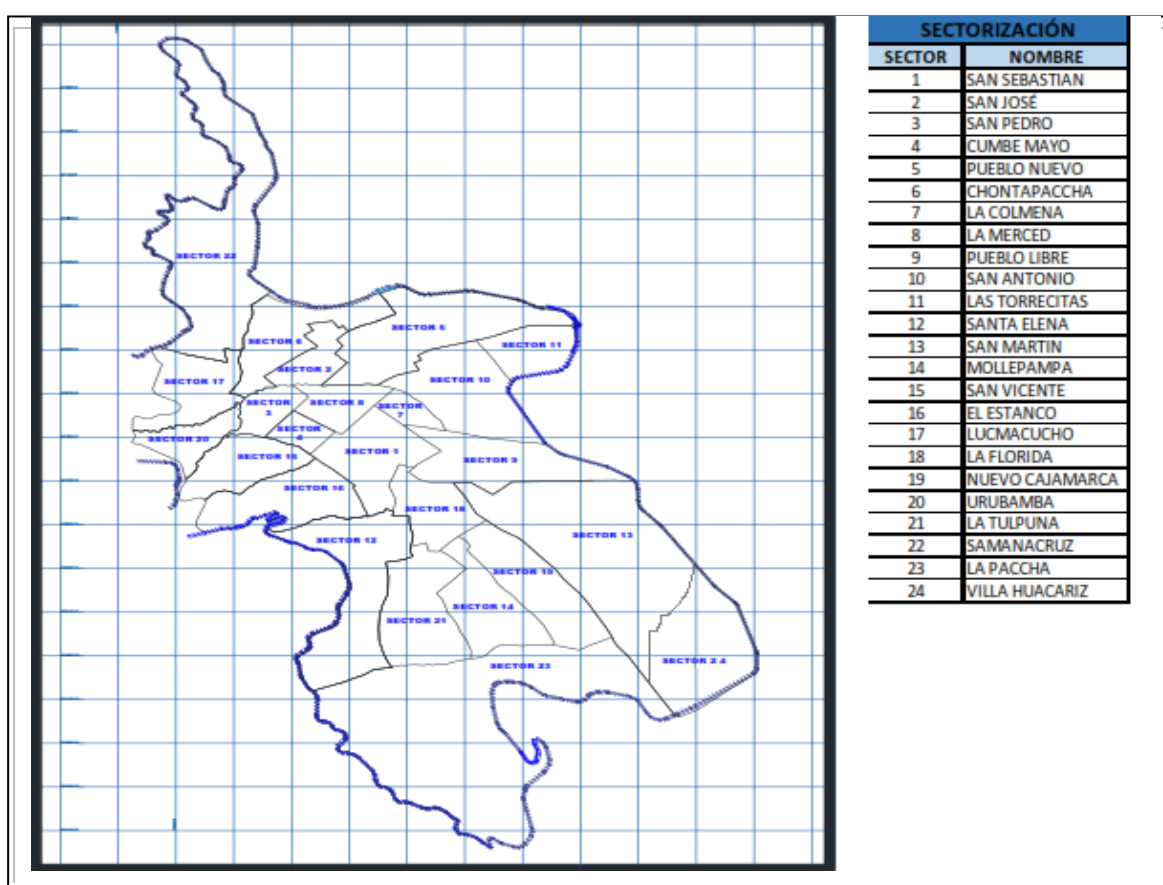 SECTOR 22
SECTOR 5
SECTOR 6
SECTOR 11
SECTOR 2
SECTOR 17
SECTOR 10
SECTOR
3
SECTOR 8
SECTOR
7
SECTOR
4
SECTOR 20
SECTOR 1
SECTOR 15
SECTOR 9
SECTOR 16
SECTOR 18
SECTOR 12
SECTOR 13
SECTOR 19
SECTOR 14
SECTOR 21
SECTOR 23
SECTOR 24
SECTORIZACIÓN
SECTOR NOMBRE
1 SAN SEBASTIAN
2 SAN JOSÉ
3 SAN PEDRO
4 CUMBE MAYO
5 PUEBLO NUEVO
6 CHONTAPACCHA
7 LA COLMENA
8 LA MERCED
9 PUEBLO LIBRE
10 SAN ANTONIO
11 LAS TORRECITAS
12 SANTA ELENA
13 SAN MARTIN
14 MOLLEPAMPA
15 SAN VICENTE
16 EL ESTANCO
17 LUCMACUCHO
18 LA FLORIDA
19 NUEVO CAJAMARCA
20 URUBAMBA
21 LA TULPUNA
22 SAMANACRUZ
23 LA PACCHA
24 VILLA HUACARIZ